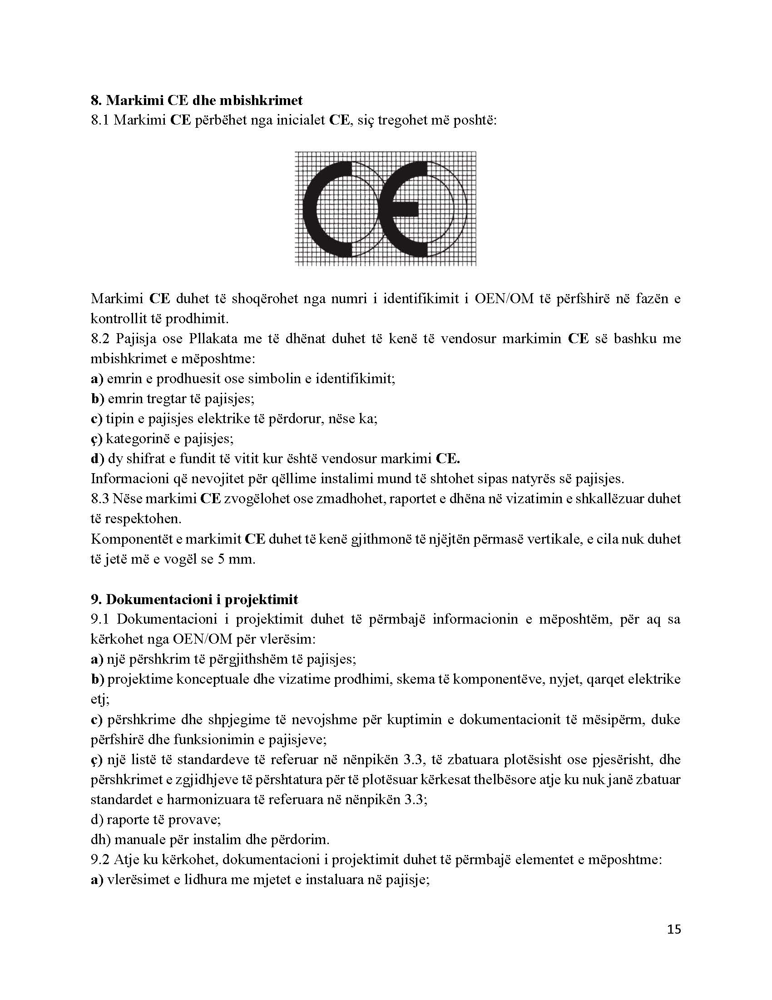 8. Markimi CE dhe mbishkrimet
8.1 Markimi CE përbëhet nga inicialet CE, siç tregohet më poshtë:
CE
Markimi CE duhet të shoqërohet nga numri i identifikimit i OEN/OM të përfshirë në fazën e
kontrollit të prodhimit.
8.2 Pajisja ose Pllakata me të dhënat duhet të kenë të vendosur markimin CE së bashku me
mbishkrimet e mëposhtme:
a) emrin e prodhuesit ose simbolin e identifikimit;
b) emrin tregtar të pajisjes;
c) tipin e pajisjes elektrike të përdorur, nëse ka;
ç) kategorinë e pajisjes;
d) dy shifrat e fundit të vitit kur është vendosur markimi CE.
Informacioni që nevojitet për qëllime instalimi mund të shtohet sipas natyrës së pajisjes.
8.3 Nëse markimi CE zvogëlohet ose zmadhohet, raportet e dhëna në vizatimin e shkallëzuar duhet
të respektohen.
Komponentët e markimit CE duhet të kenë gjithmonë të njëjtën përmasë vertikale, e cila nuk duhet
të jetë më e vogël se 5 mm.
9. Dokumentacioni i projektimit
9.1 Dokumentacioni i projektimit duhet të përmbajë informacionin e mëposhtëm, për aq sa
kërkohet nga OEN/OM për vlerësim:
a) një përshkrim të përgjithshëm të pajisjes;
b) projektime konceptuale dhe vizatime prodhimi, skema të komponentëve, nyjet, qarqet elektrike
etj;
c) përshkrime dhe shpjegime të nevojshme për kuptimin e dokumentacionit të mësipërm, duke
përfshirë dhe funksionimin e pajisjeve;
ç) një listë të standardeve të referuar në nënpikën 3.3, të zbatuara plotësisht ose pjesërisht, dhe
përshkrimet e zgjidhjeve të përshtatura për të plotësuar kërkesat thelbësore atje ku nuk janë zbatuar
standardet e harmonizuara të referuara në nënpikën 3.3;
d) raporte të provave;
dh) manuale për instalim dhe përdorim.
9.2 Atje ku kërkohet, dokumentacioni i projektimit duhet të përmbajë elementet e mëposhtme:
a) vlerësimet e lidhura me mjetet e instaluara në pajisje;
15